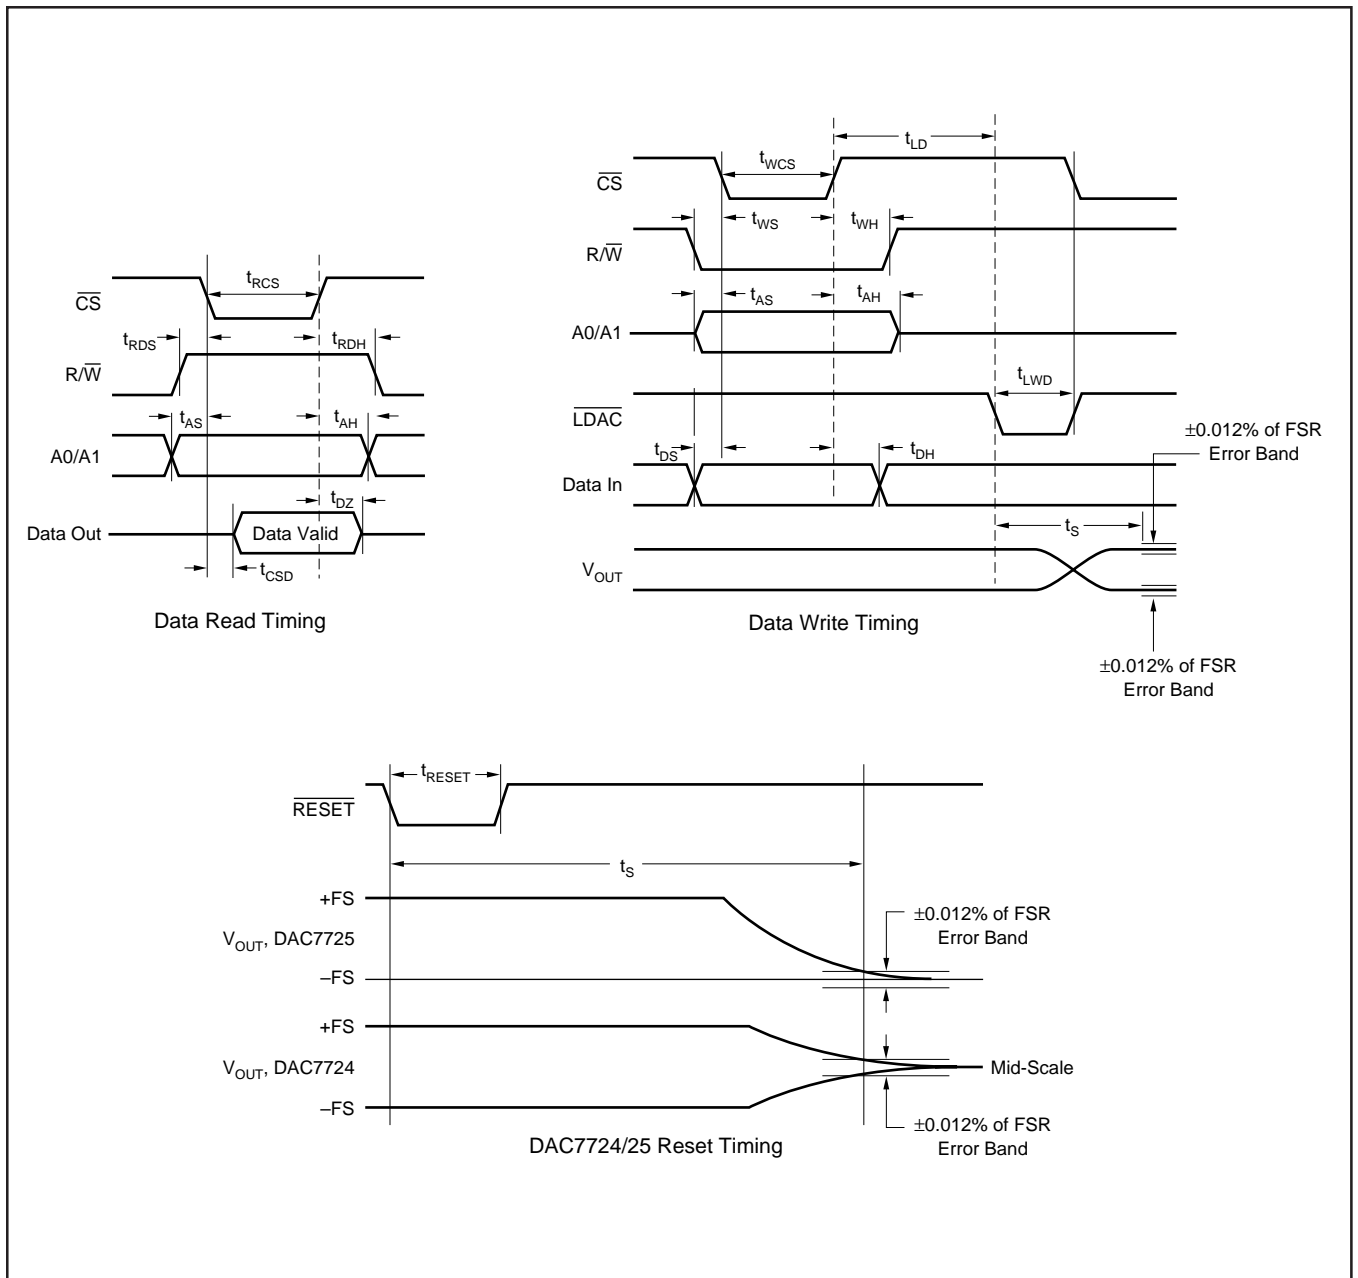 CS
tRCS
tRDS
tRDH
R/W
tAS
tAH
A0/A1
tDZ
Data Out
Data Valid
tCSD
Data Read Timing
tLD
tWCS
CS
tWS
tWH
R/W
tAS
tAH
A0/A1
tLWD
LDAC
±0.012% of FSR
Error Band
tDS
tDH
Data In
tS
VOUT
Data Write Timing
±0.012% of FSR
Error Band
tRESET
RESET
tS
+FS
VOUT, DAC7725
–FS
±0.012% of FSR
Error Band
+FS
VOUT, DAC7724
–FS
Mid-Scale
±0.012% of FSR
Error Band
DAC7724/25 Reset Timing